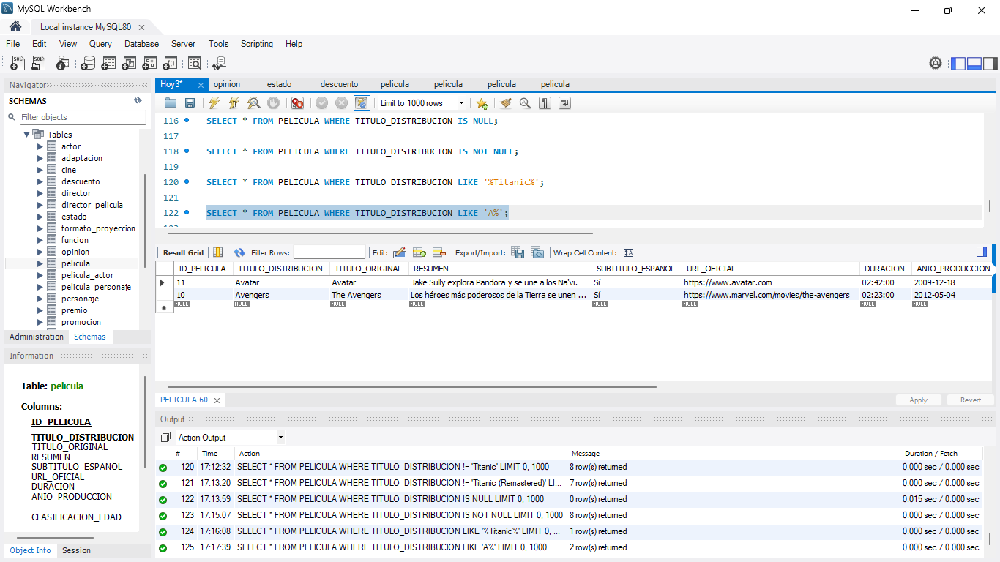 MySQL Workbench
Local instance MySQL80
File Edit View Query Database Server Tools Scripting Help
Navigator
SCHEMAS
Filter objects
Tables
actor
adaptacion
cine
descuento
director
director_pelicula
estado
formato_proyeccion
funcion
opinion
pelicula
pelicula_actor
pelicula_personaje
personaje
premio
promocion
Administration Schemas
Information
Table: pelicula
Columns:
ID_PELICULA
TITULO_DISTRIBUCION
TITULO_ORIGINAL
RESUMEN
SUBTITULO_ESPANOL
URL_OFICIAL
DURACION
ANIO_PRODUCCION
CLASIFICACION_EDAD
Object Info Session
Hoy3* opinion estado descuento pelicula pelicula pelicula pelicula
Limit to 1000 rows
116 SELECT * FROM PELICULA WHERE TITULO_DISTRIBUCION IS NULL;
117
118 SELECT * FROM PELICULA WHERE TITULO_DISTRIBUCION IS NOT NULL;
119
120 SELECT * FROM PELICULA WHERE TITULO_DISTRIBUCION LIKE '%Titanic%';
121
122 SELECT * FROM PELICULA WHERE TITULO_DISTRIBUCION LIKE 'A%';
Result Grid Filter Rows: Edit: Export/Import: Wrap Cell Content:
ID_PELICULA TITULO_DISTRIBUCION TITULO_ORIGINAL RESUMEN SUBTITULO_ESPANOL URL_OFICIAL DURACION ANIO_PRODUCCION
11 Avatar Avatar Jake Sully explora Pandora y se une a los Na'vi. Sí https://www.avatar.com 02:42:00 2009-12-18
10 Avengers The Avengers Los héroes más poderosos de la Tierra se unen ... Sí https://www.marvel.com/movies/the-avengers 02:23:00 2012-05-04
NULL NULL NULL NULL NULL NULL NULL NULL
PELICULA 60 Apply Revert
Output
Action Output
# Time Action Message Duration / Fetch
120 17:12:32 SELECT * FROM PELICULA WHERE TITULO_DISTRIBUCION != 'Titanic' LIMIT 0, 1000 8 row(s) returned 0.000 sec / 0.000 sec
121 17:13:20 SELECT * FROM PELICULA WHERE TITULO_DISTRIBUCION != 'Titanic (Remastered)' LI... 7 row(s) returned 0.000 sec / 0.000 sec
122 17:13:59 SELECT * FROM PELICULA WHERE TITULO_DISTRIBUCION IS NULL LIMIT 0, 1000 0 row(s) returned 0.015 sec / 0.000 sec
123 17:15:07 SELECT * FROM PELICULA WHERE TITULO_DISTRIBUCION IS NOT NULL LIMIT 0, 1000 8 row(s) returned 0.000 sec / 0.000 sec
124 17:16:08 SELECT * FROM PELICULA WHERE TITULO_DISTRIBUCION LIKE '%Titanic%' LIMIT 0, ... 1 row(s) returned 0.000 sec / 0.000 sec
125 17:17:39 SELECT * FROM PELICULA WHERE TITULO_DISTRIBUCION LIKE 'A%' LIMIT 0, 1000 2 row(s) returned 0.000 sec / 0.000 sec